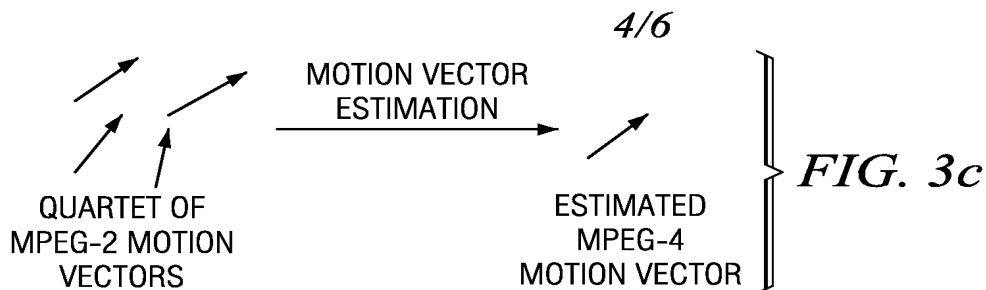 4/6
MOTION VECTOR
ESTIMATION
QUARTET OF
MPEG-2 MOTION
VECTORS
ESTIMATED
MPEG-4
MOTION VECTOR
FIG. 3c